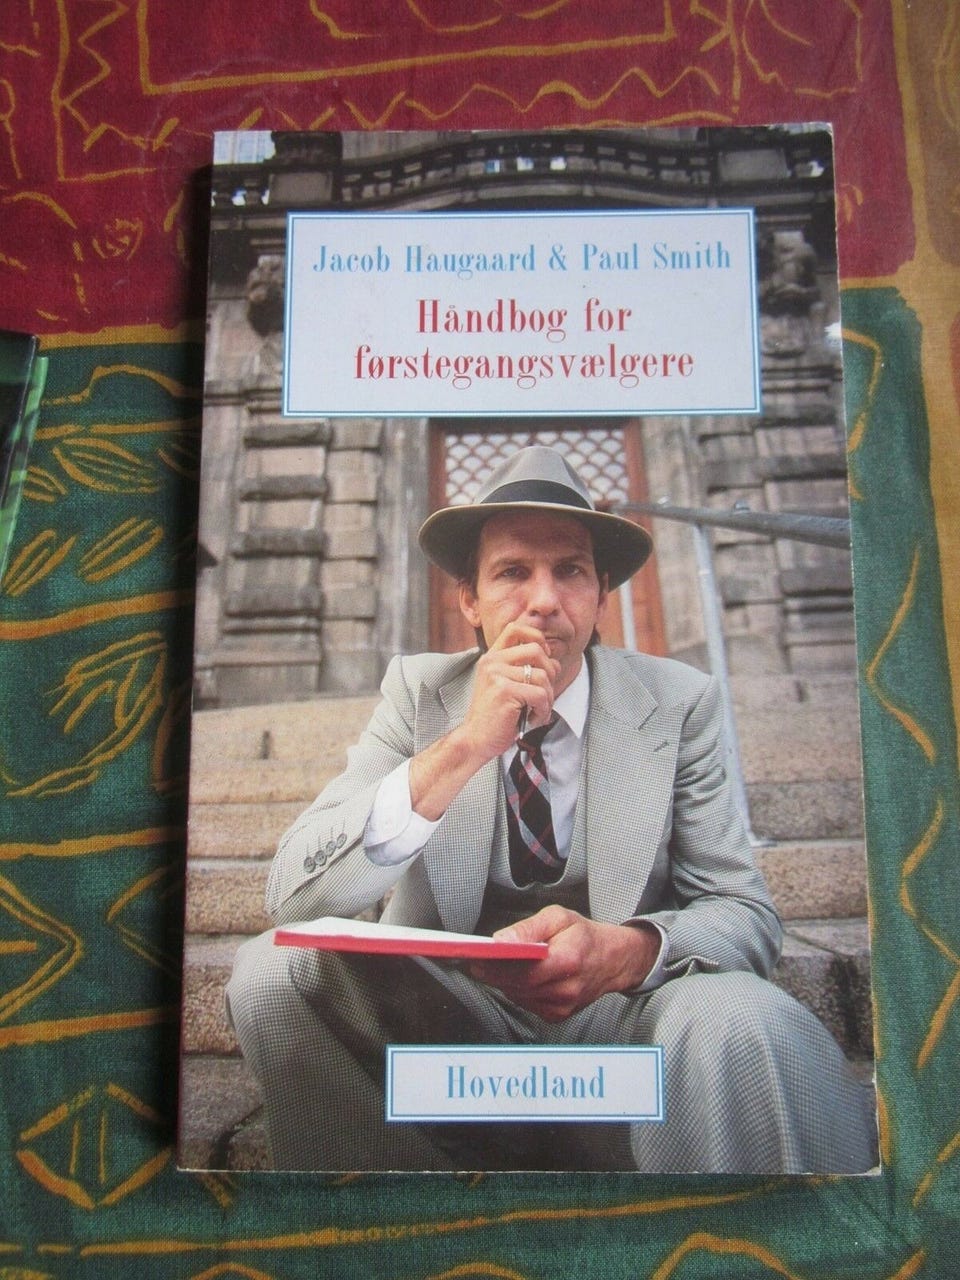 Jacob Haugaard & Paul Smith
Håndbog for
førstegangsvælgere
Hovedland